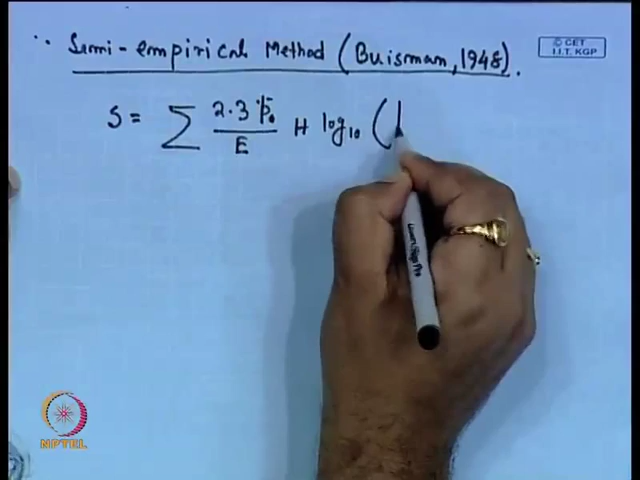 Semi-empirical Method (Buisman, 1948).
© CET
I.I.T. KGP
S = ∑ 2.3 p̄₀ / E H log₁₀ (
NPTEL